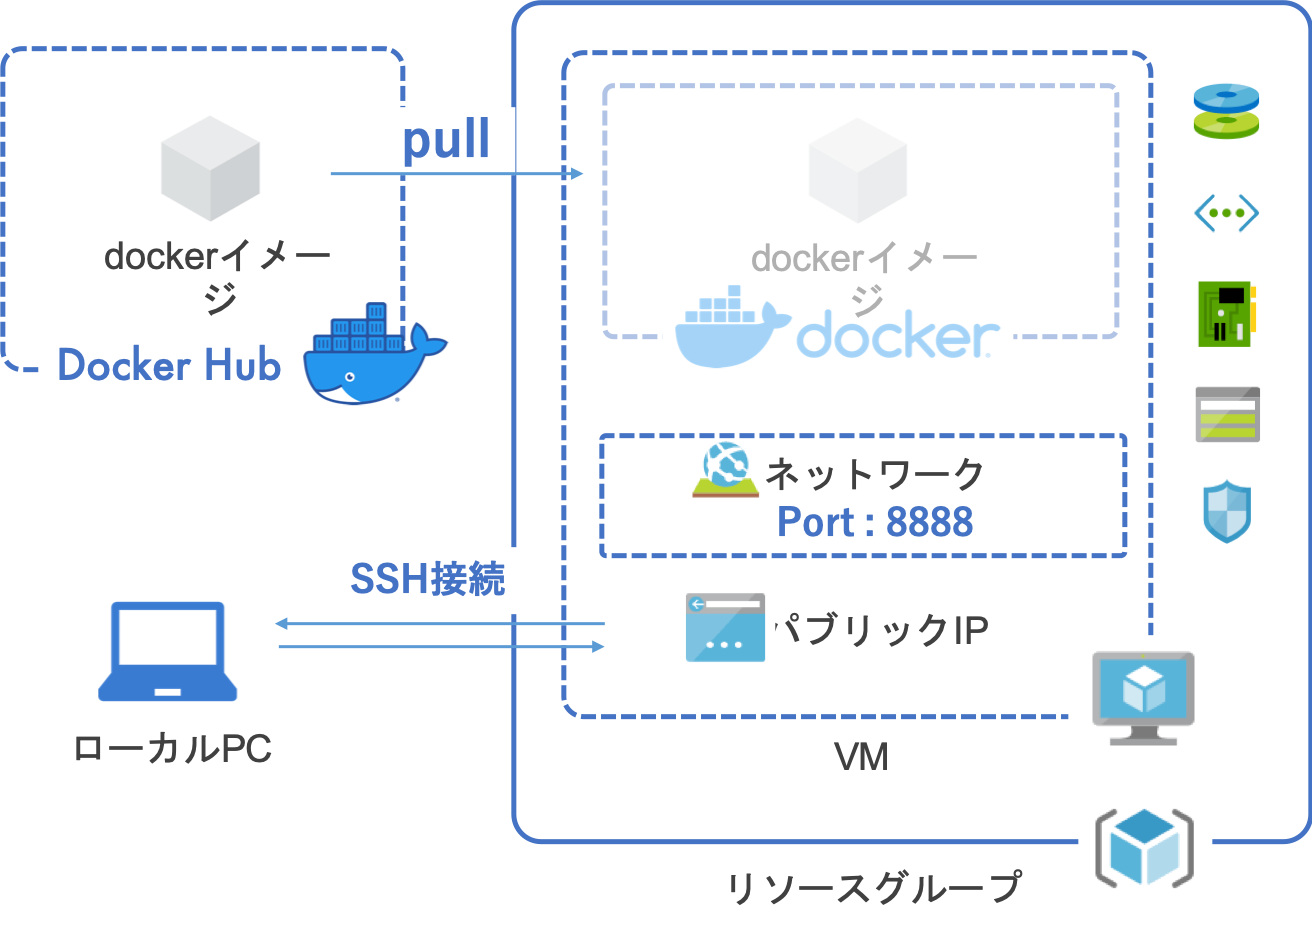 pull
dockerイメー
ジ
Docker Hub
dockerイメー
ジ
docker
ネットワーク
Port : 8888
SSH接続
パブリックIP
ローカルPC
VM
リソースグループ